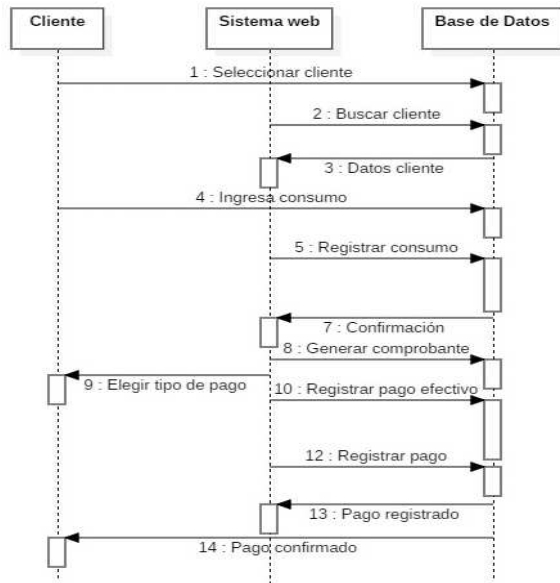 Cliente
Sistema web
Base de Datos
1 : Seleccionar cliente
2 : Buscar cliente
3 : Datos cliente
4 : Ingresa consumo
5 : Registrar consumo
7 : Confirmación
8 : Generar comprobante
9 : Elegir tipo de pago
10 : Registrar pago efectivo
12 : Registrar pago
13 : Pago registrado
14 : Pago confirmado